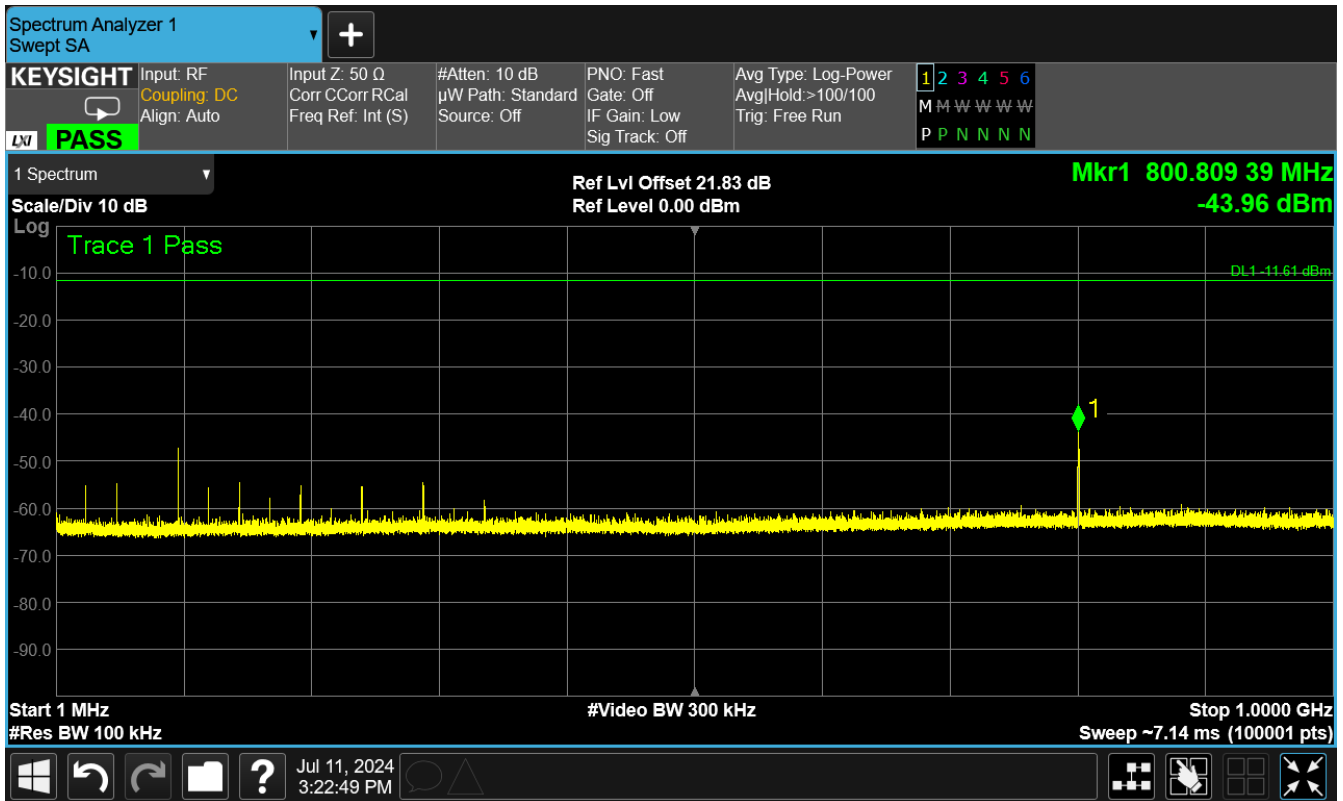 Spectrum Analyzer 1
Swept SA
KEYSIGHT
LXI
PASS
Input: RF
Coupling: DC
Align: Auto
Input Z: 50 Ω
Corr CCorr RCal
Freq Ref: Int (S)
#Atten: 10 dB
µW Path: Standard
Source: Off
PNO: Fast
Gate: Off
IF Gain: Low
Sig Track: Off
Avg Type: Log-Power
Avg|Hold:>100/100
Trig: Free Run
1 2 3 4 5 6
M M W W W W
P P N N N N
1 Spectrum
Scale/Div 10 dB
Ref Lvl Offset 21.83 dB
Ref Level 0.00 dBm
Mkr1 800.809 39 MHz
-43.96 dBm
Log
Trace 1 Pass
DL1 -11.61 dBm
-10.0
-20.0
-30.0
-40.0
1
-50.0
-60.0
-70.0
-80.0
-90.0
Start 1 MHz
#Video BW 300 kHz
Stop 1.0000 GHz
#Res BW 100 kHz
Sweep ~7.14 ms (100001 pts)
?
Jul 11, 2024
3:22:49 PM